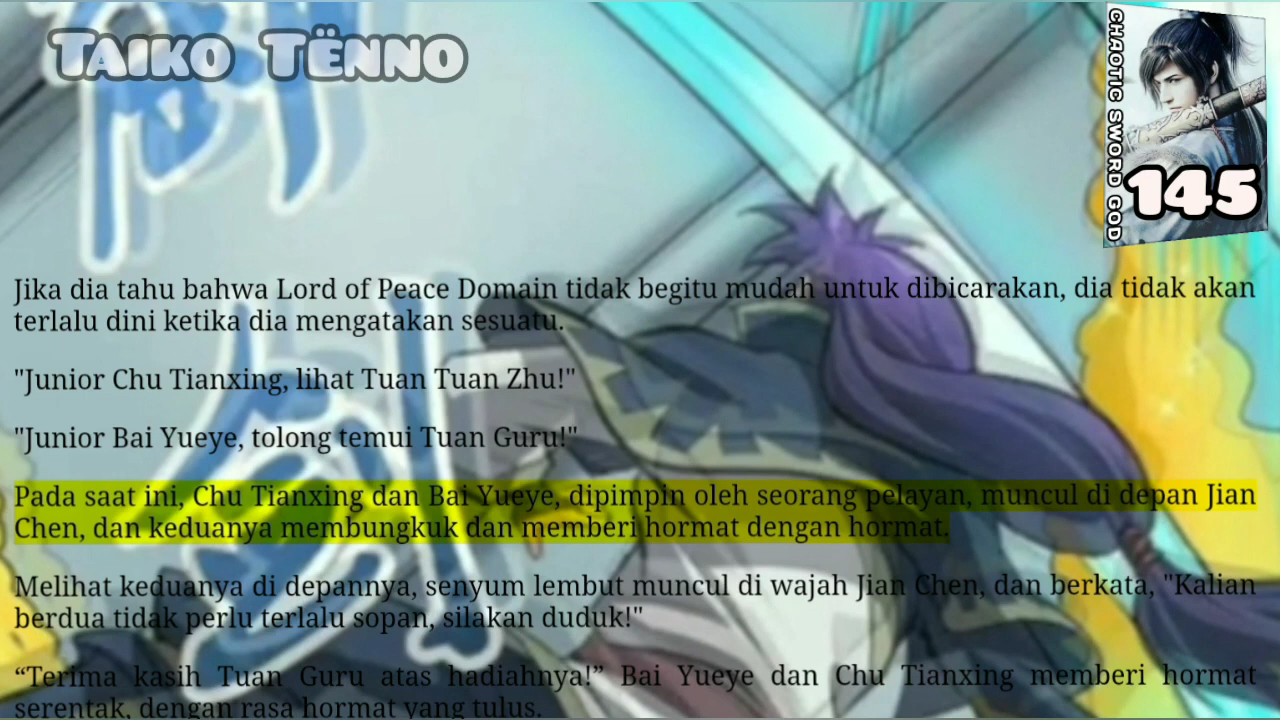 Taiko Tënno
CHAOTIC SWORD GOD
145
Jika dia tahu bahwa Lord of Peace Domain tidak begitu mudah untuk dibicarakan, dia tidak akan
terlalu dini ketika dia mengatakan sesuatu.
"Junior Chu Tianxing, lihat Tuan Tuan Zhu!"
"Junior Bai Yueye, tolong temui Tuan Guru!"
Pada saat ini, Chu Tianxing dan Bai Yueye, dipimpin oleh seorang pelayan, muncul di depan Jian
Chen, dan keduanya membungkuk dan memberi hormat dengan hormat.
Melihat keduanya di depannya, senyum lembut muncul di wajah Jian Chen, dan berkata, "Kalian
berdua tidak perlu terlalu sopan, silakan duduk!"
“Terima kasih Tuan Guru atas hadiahnya!” Bai Yueye dan Chu Tianxing memberi hormat
serentak, dengan rasa hormat yang tulus.